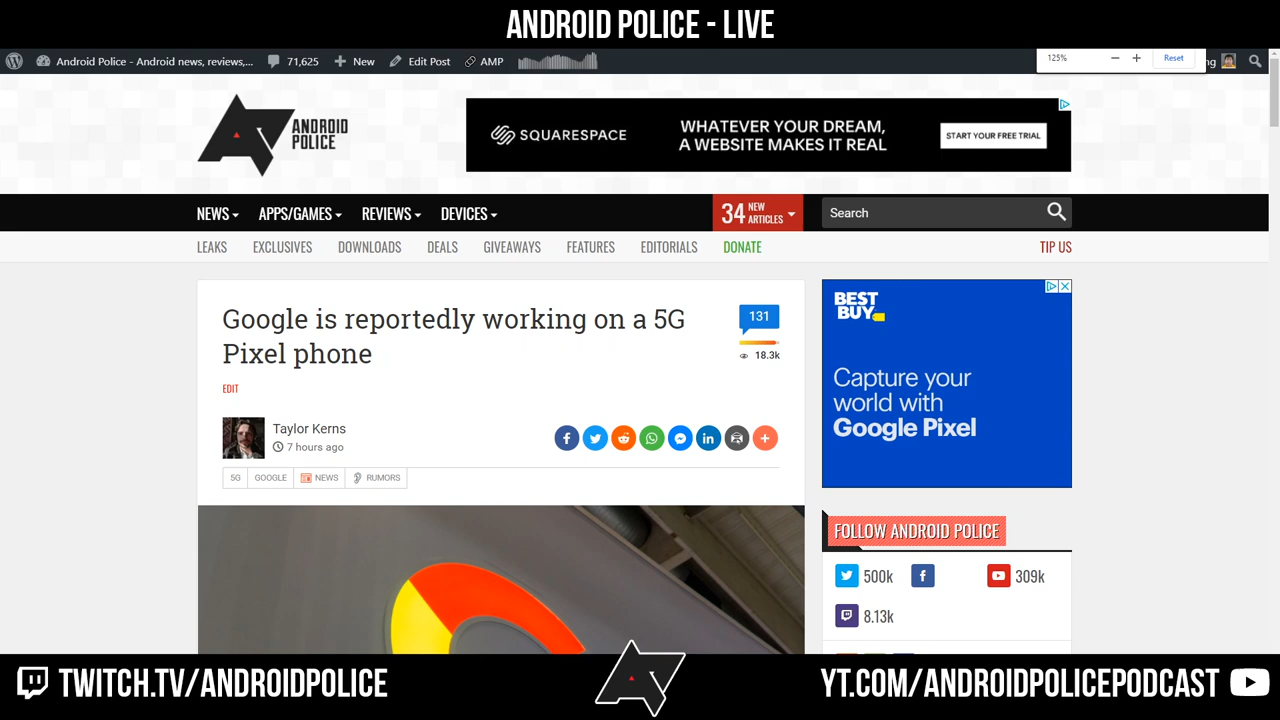 ANDROID POLICE - LIVE
Android Police - Android news, reviews,... 71,625 New Edit Post AMP
125% Reset
ng
ANDROID
POLICE
SQUARESPACE
WHATEVER YOUR DREAM,
A WEBSITE MAKES IT REAL
START YOUR FREE TRIAL
NEWS APPS/GAMES REVIEWS DEVICES
34 NEW
ARTICLES
Search
LEAKS EXCLUSIVES DOWNLOADS DEALS GIVEAWAYS FEATURES EDITORIALS DONATE TIP US
Google is reportedly working on a 5G
Pixel phone
131
18.3k
EDIT
Taylor Kerns
7 hours ago
5G GOOGLE NEWS RUMORS
BEST
BUY
Capture your
world with
Google Pixel
FOLLOW ANDROID POLICE
500k 309k
8.13k
TWITCH.TV/ANDROIDPOLICE
YT.COM/ANDROIDPOLICEPODCAST